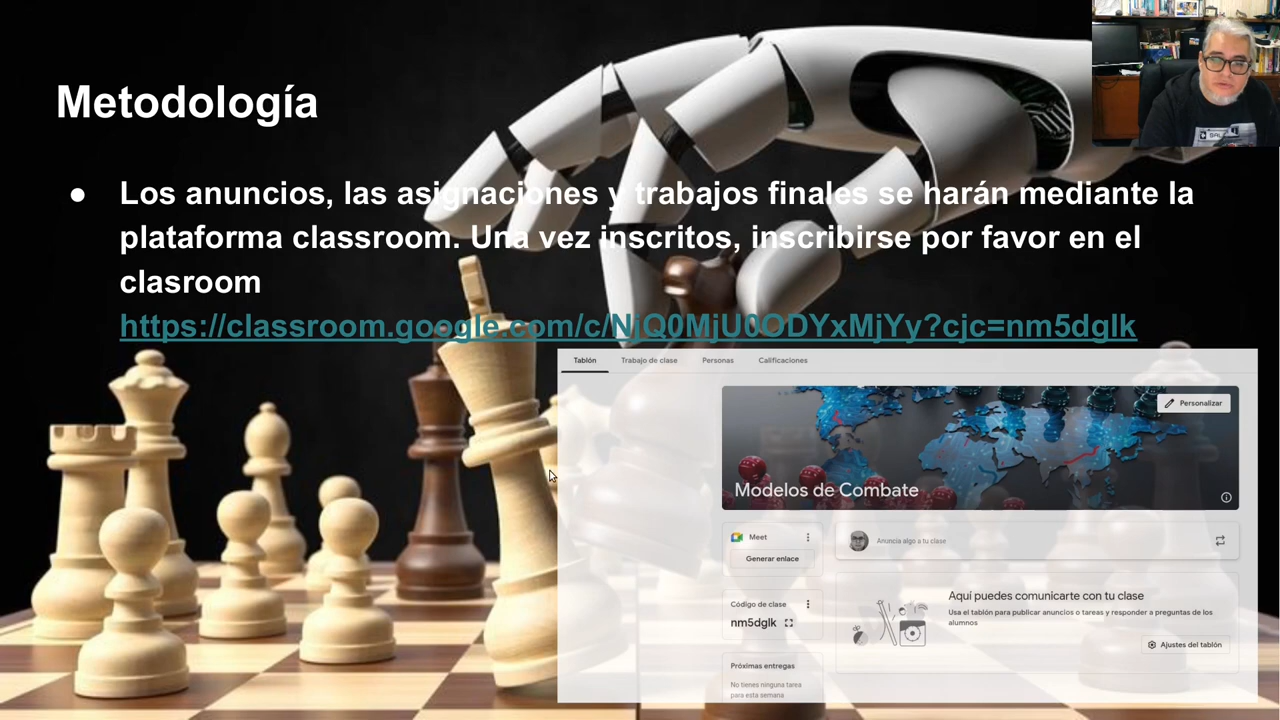 Metodología
● Los anuncios, las asignaciones y trabajos finales se harán mediante la
plataforma classroom. Una vez inscritos, inscribirse por favor en el
clasroom
https://classroom.google.com/c/NjQ0MjU0ODYxMjYy?cjc=nm5dglk
Tablón Trabajo de clase Personas Calificaciones
Personalizar
Modelos de Combate
Meet
Generar enlace
Anuncia algo a tu clase
Código de clase
nm5dglk
Aquí puedes comunicarte con tu clase
Usa el tablón para publicar anuncios o tareas y responder a preguntas de los
alumnos
Ajustes del tablón
Próximas entregas
No tienes ninguna tarea
para esta semana